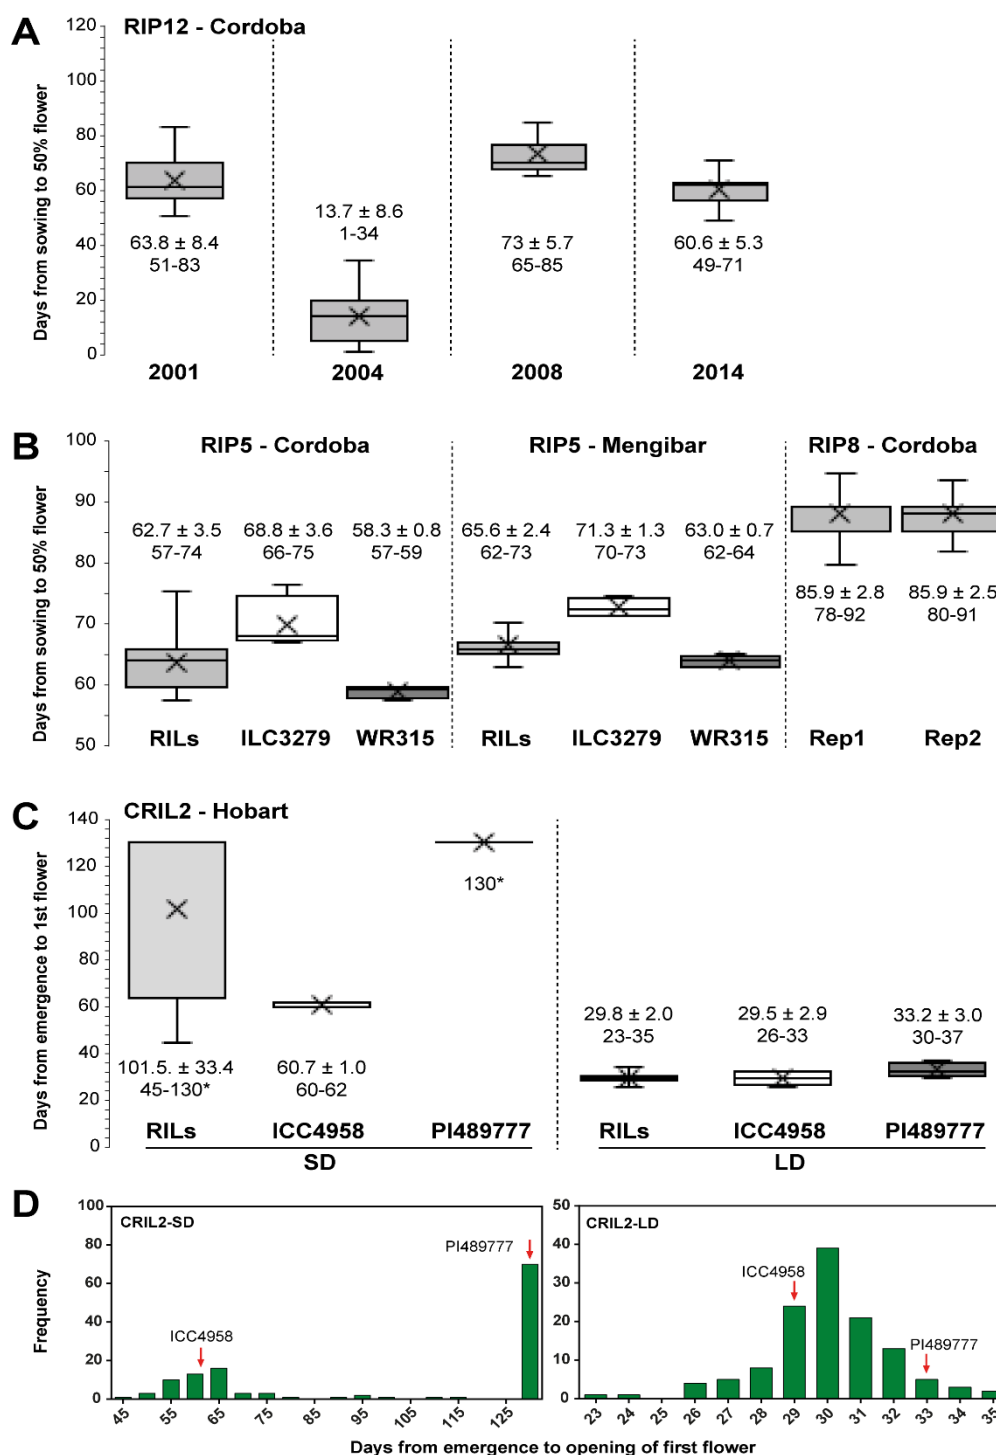 A
RIP12 - Cordoba
Days from sowing to 50% flower
120
100
80
60
40
20
0
63.8 ± 8.4
51-83
13.7 ± 8.6
1-34
73 ± 5.7
65-85
60.6 ± 5.3
49-71
2001 2004 2008 2014
B
RIP5 - Cordoba RIP5 - Mengibar RIP8 - Cordoba
Days from sowing to 50% flower
100
90
80
70
60
50
62.7 ± 3.5 68.8 ± 3.6 58.3 ± 0.8 65.6 ± 2.4 71.3 ± 1.3 63.0 ± 0.7
57-74 66-75 57-59 62-73 70-73 62-64
85.9 ± 2.8 85.9 ± 2.5
78-92 80-91
RILs ILC3279 WR315 RILs ILC3279 WR315 Rep1 Rep2
C
CRIL2 - Hobart
Days from emergence to 1st flower
140
120
100
80
60
40
20
0
130*
101.5. ± 33.4 60.7 ± 1.0
45-130* 60-62
29.8 ± 2.0 29.5 ± 2.9 33.2 ± 3.0
23-35 26-33 30-37
RILs ICC4958 PI489777 RILs ICC4958 PI489777
SD LD
D
Frequency
100
80
60
40
20
0
CRIL2-SD
PI489777
ICC4958
45 55 65 75 85 95 105 115 125
50
40
30
20
10
0
CRIL2-LD
ICC4958
PI489777
23 24 25 26 27 28 29 30 31 32 33 34 35
Days from emergence to opening of first flower